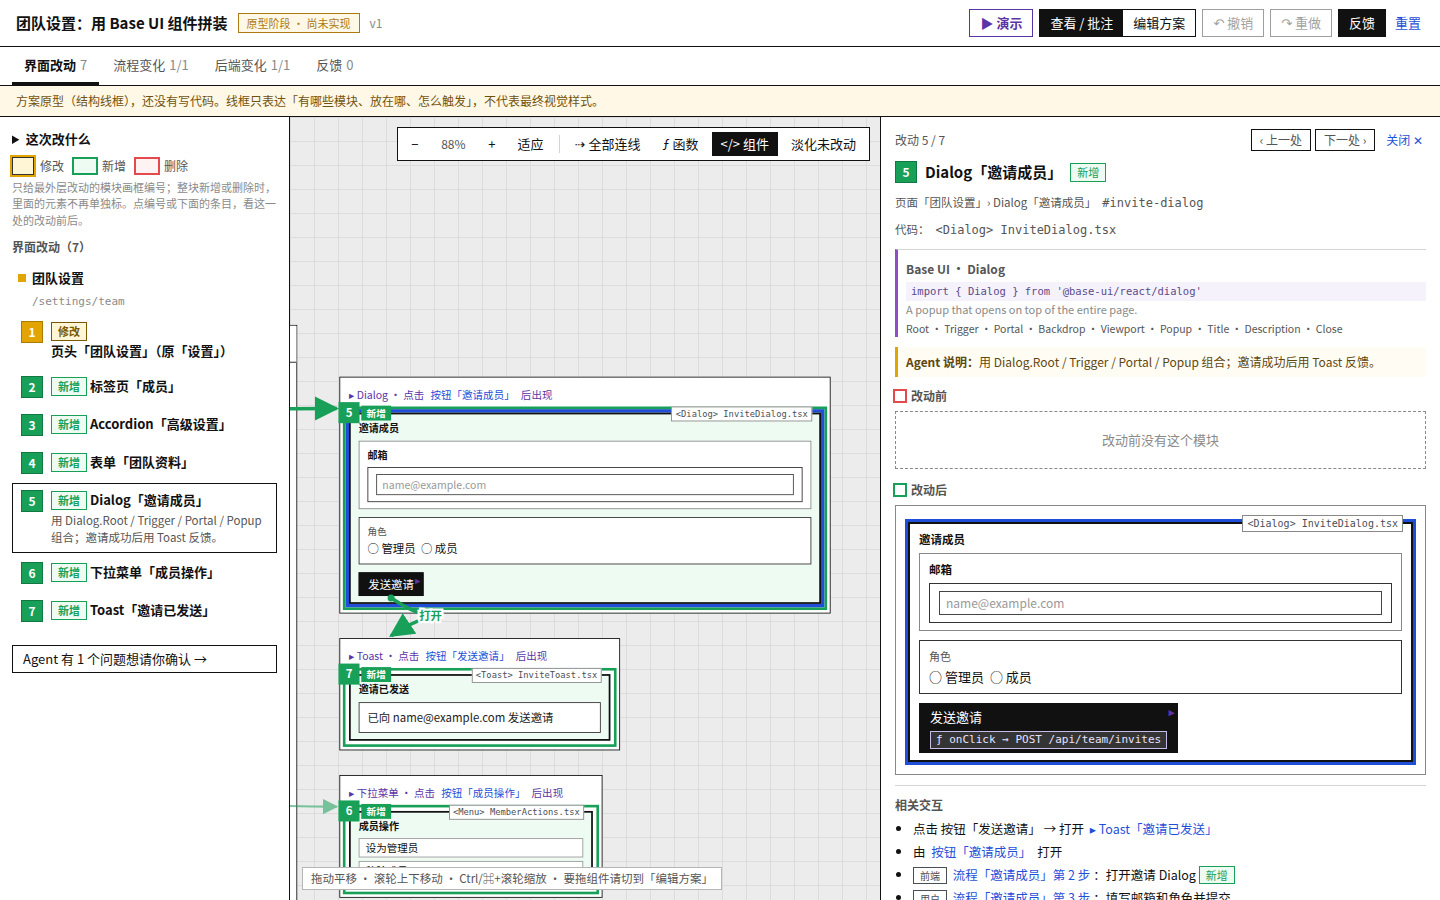 团队设置：用 Base UI 组件拼装 原型阶段 · 尚未实现 v1 ▶ 演示 查看 / 批注 编辑方案 ↶ 撤销 ↷ 重做 反馈 重置
界面改动 7 流程变化 1/1 后端变化 1/1 反馈 0
方案原型（结构线框），还没有写代码。线框只表达「有哪些模块、放在哪、怎么触发」，不代表最终视觉样式。
▶ 这次改什么
修改 新增 删除
只给最外层改动的模块画框编号；整块新增或删除时，
里面的元素不再单独标。点编号或下面的条目，看这一
处的改动前后。
界面改动（7）
团队设置
/settings/team
1 修改
页头「团队设置」（原「设置」）
2 新增 标签页「成员」
3 新增 Accordion「高级设置」
4 新增 表单「团队资料」
5 新增 Dialog「邀请成员」
用 Dialog.Root / Trigger / Portal / Popup
组合；邀请成功后用 Toast 反馈。
6 新增 下拉菜单「成员操作」
7 新增 Toast「邀请已发送」
Agent 有 1 个问题想请你确认 →
− 88% + 适应 ⇢ 全部连线 ƒ 函数 </> 组件 淡化未改动
▸ Dialog · 点击 按钮「邀请成员」 后出现
5 新增 <Dialog> InviteDialog.tsx
邀请成员
邮箱
name@example.com
角色
管理员 成员
发送邀请
打开
▸ Toast · 点击 按钮「发送邀请」 后出现
7 新增 <Toast> InviteToast.tsx
邀请已发送
已向 name@example.com 发送邀请
▸ 下拉菜单 · 点击 按钮「成员操作」 后出现
6 新增 <Menu> MemberActions.tsx
成员操作
设为管理员
拖动平移 · 滚轮上下移动 · Ctrl/⌘+滚轮缩放 · 要拖组件请切到「编辑方案」
改动 5 / 7 ‹ 上一处 下一处 › 关闭 ✕
5 Dialog「邀请成员」 新增
页面「团队设置」 › Dialog「邀请成员」 #invite-dialog
代码： <Dialog> InviteDialog.tsx
Base UI · Dialog
import { Dialog } from '@base-ui/react/dialog'
A popup that opens on top of the entire page.
Root · Trigger · Portal · Backdrop · Viewport · Popup · Title · Description · Close
Agent 说明：用 Dialog.Root / Trigger / Portal / Popup 组合；邀请成功后用 Toast 反馈。
改动前
改动前没有这个模块
改动后
<Dialog> InviteDialog.tsx
邀请成员
邮箱
name@example.com
角色
管理员 成员
发送邀请
ƒ onClick → POST /api/team/invites
相关交互
点击 按钮「发送邀请」 → 打开 ▸ Toast「邀请已发送」
由 按钮「邀请成员」 打开
前端 流程「邀请成员」第 2 步：打开邀请 Dialog 新增
用户 流程「邀请成员」第 3 步：填写邮箱和角色并提交